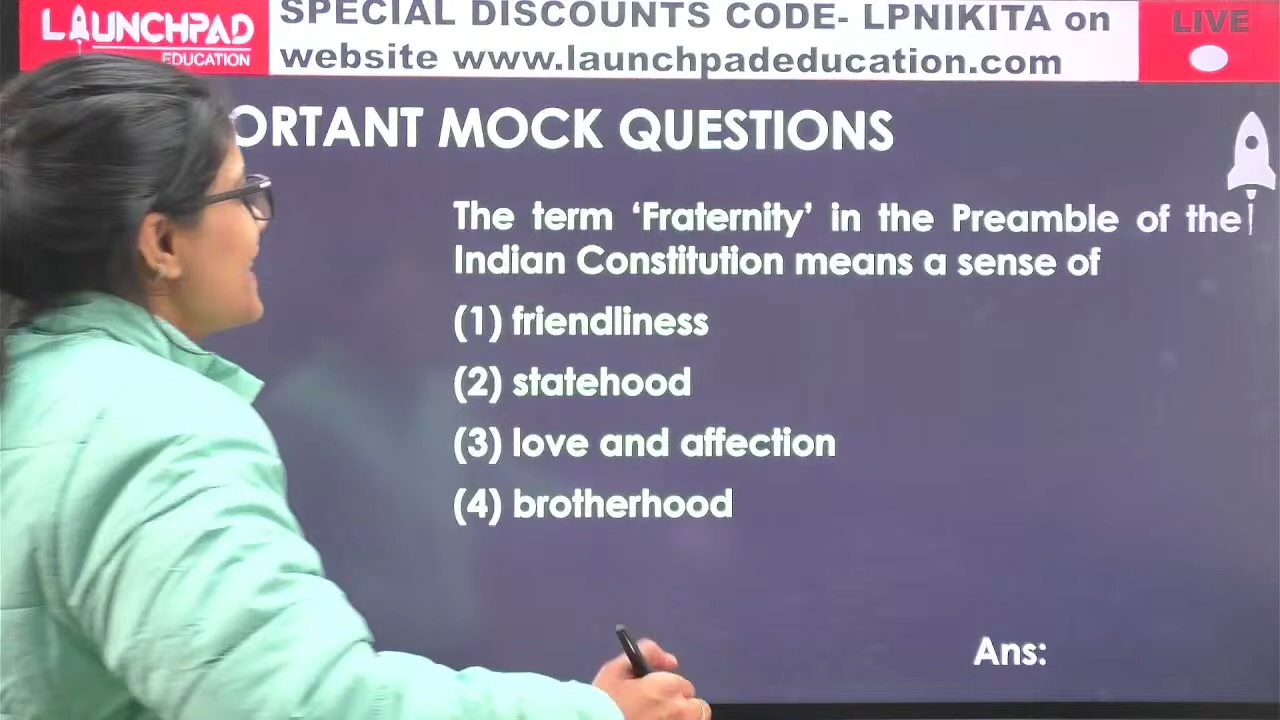 LAUNCHPAD
EDUCATION
SPECIAL DISCOUNTS CODE- LPNIKITA on
website www.launchpadeducation.com
LIVE
ORTANT MOCK QUESTIONS
The term ‘Fraternity’ in the Preamble of the
Indian Constitution means a sense of
(1) friendliness
(2) statehood
(3) love and affection
(4) brotherhood
Ans: